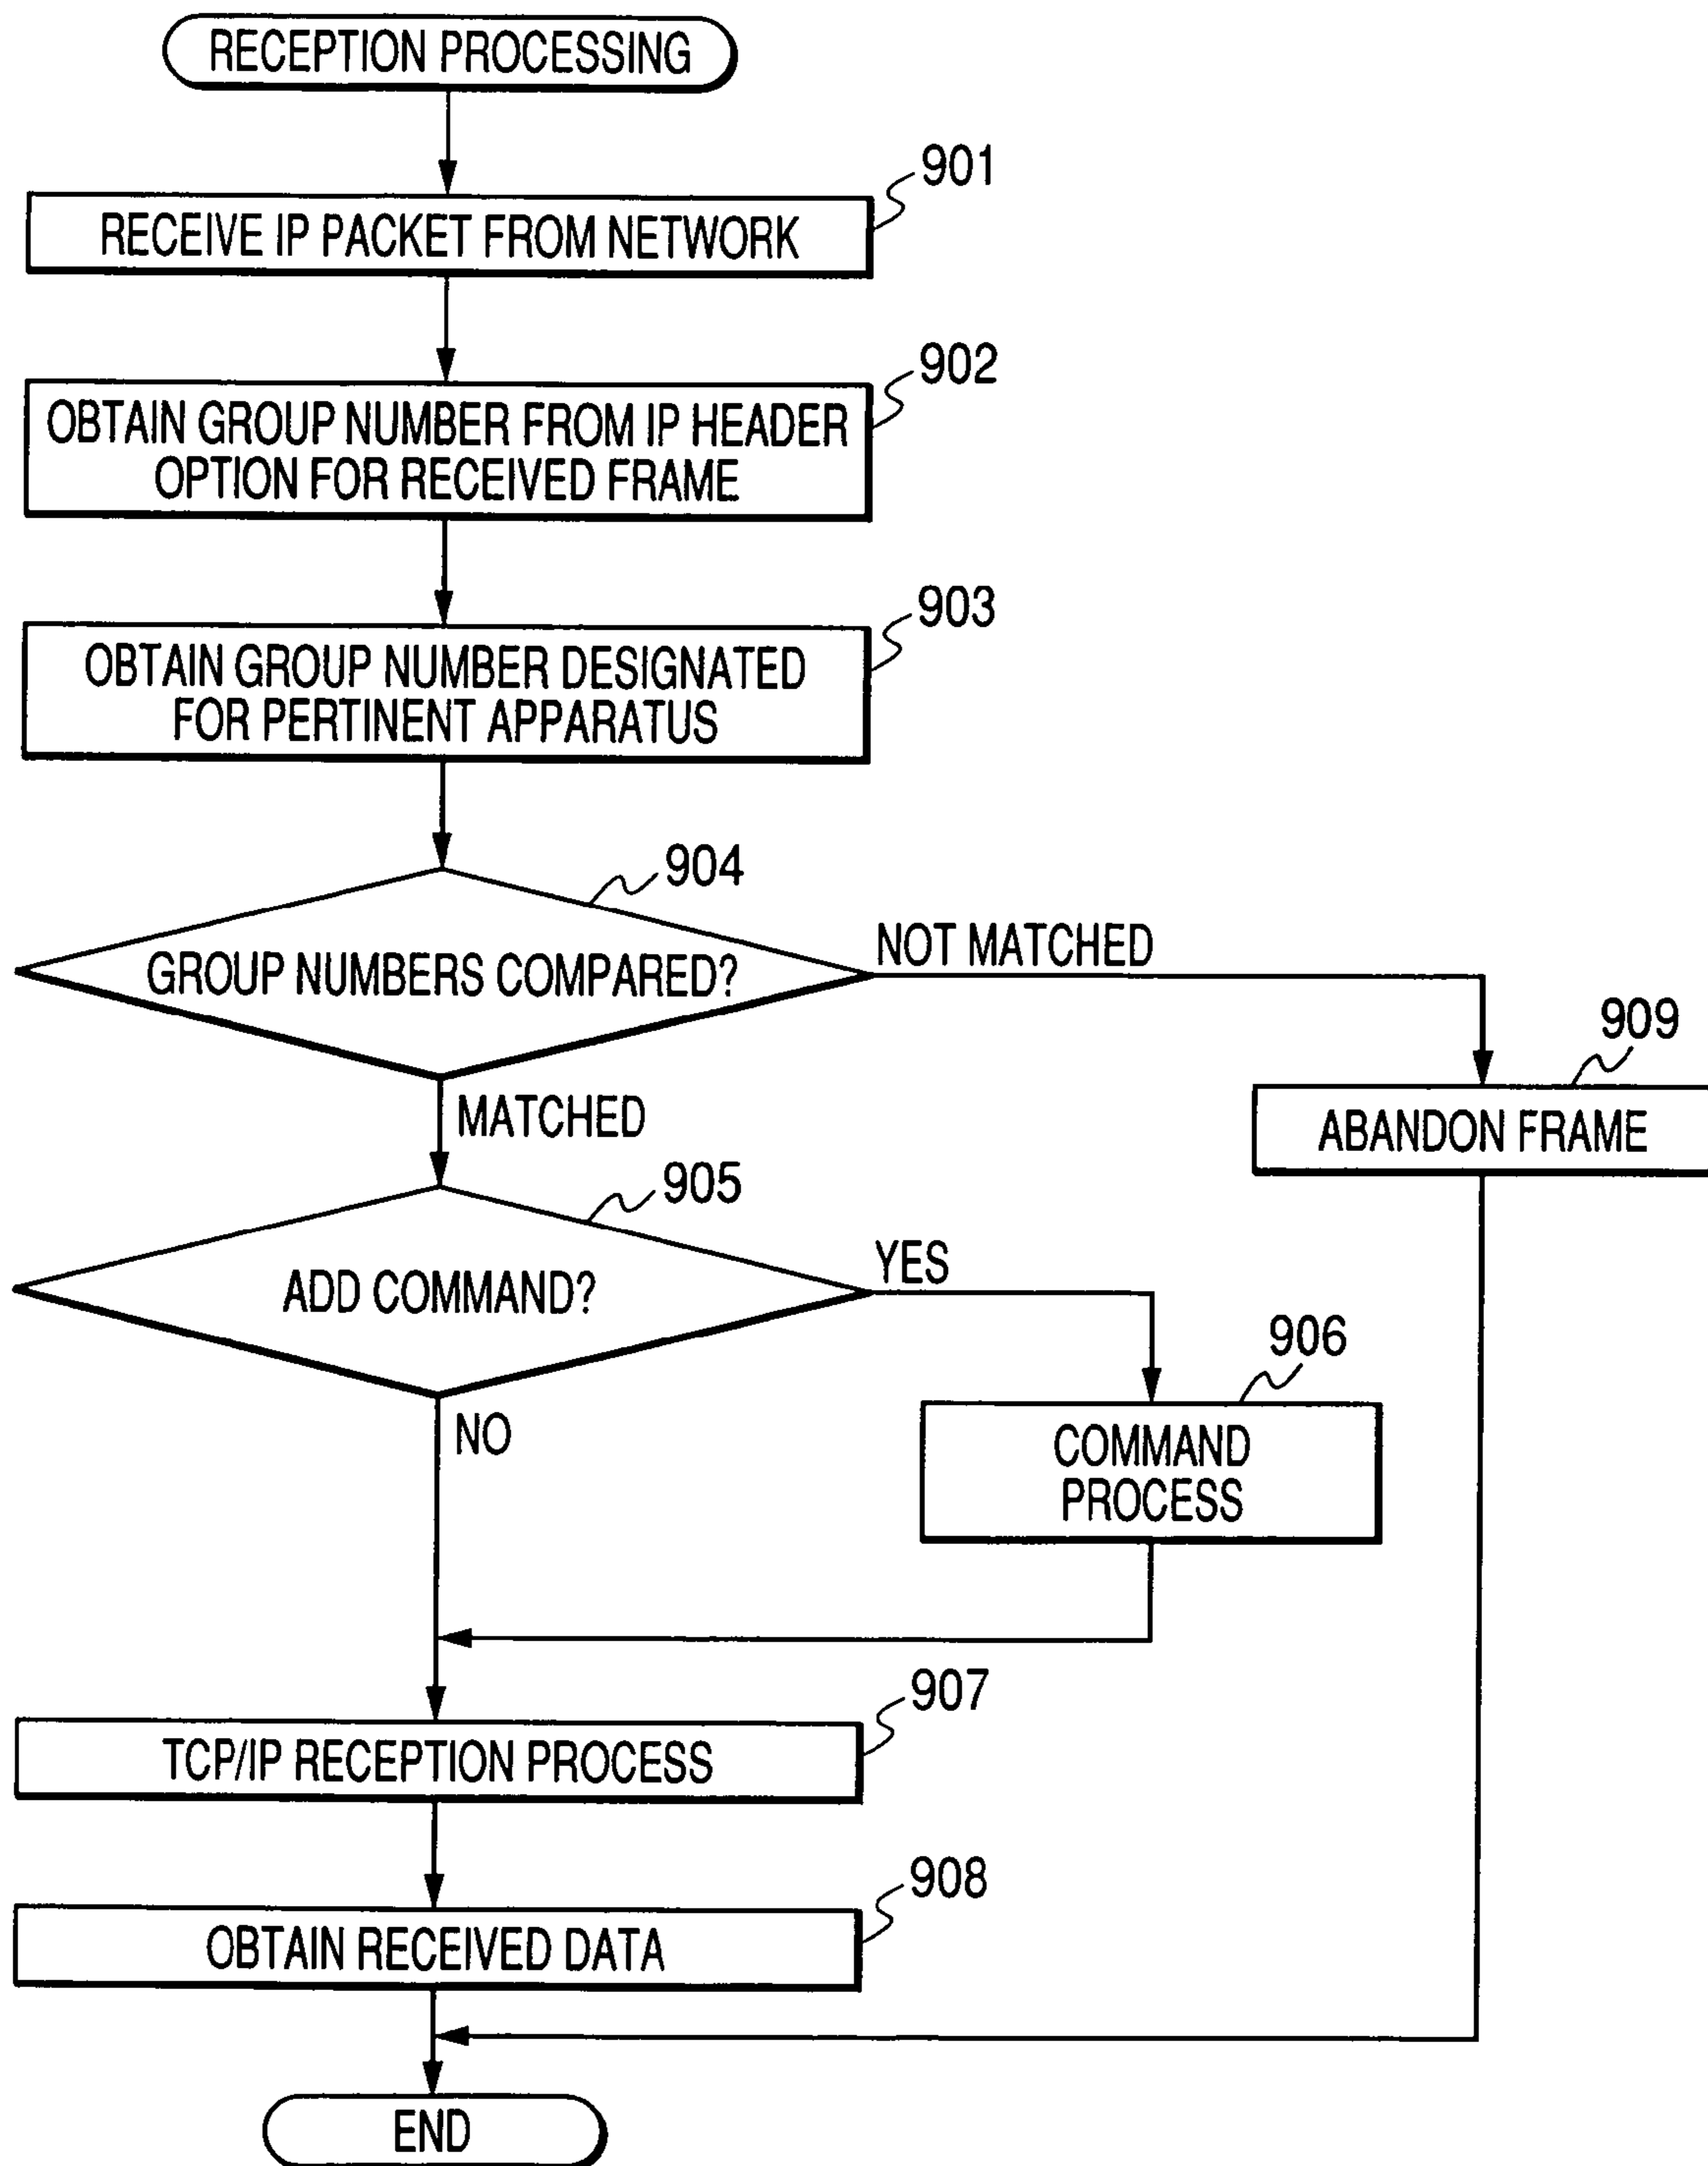 RECEPTION PROCESSING
901
RECEIVE IP PACKET FROM NETWORK
902
OBTAIN GROUP NUMBER FROM IP HEADER
OPTION FOR RECEIVED FRAME
903
OBTAIN GROUP NUMBER DESIGNATED
FOR PERTINENT APPARATUS
904
GROUP NUMBERS COMPARED?
NOT MATCHED
909
ABANDON FRAME
MATCHED
905
ADD COMMAND?
YES
906
COMMAND
PROCESS
NO
907
TCP/IP RECEPTION PROCESS
908
OBTAIN RECEIVED DATA
END